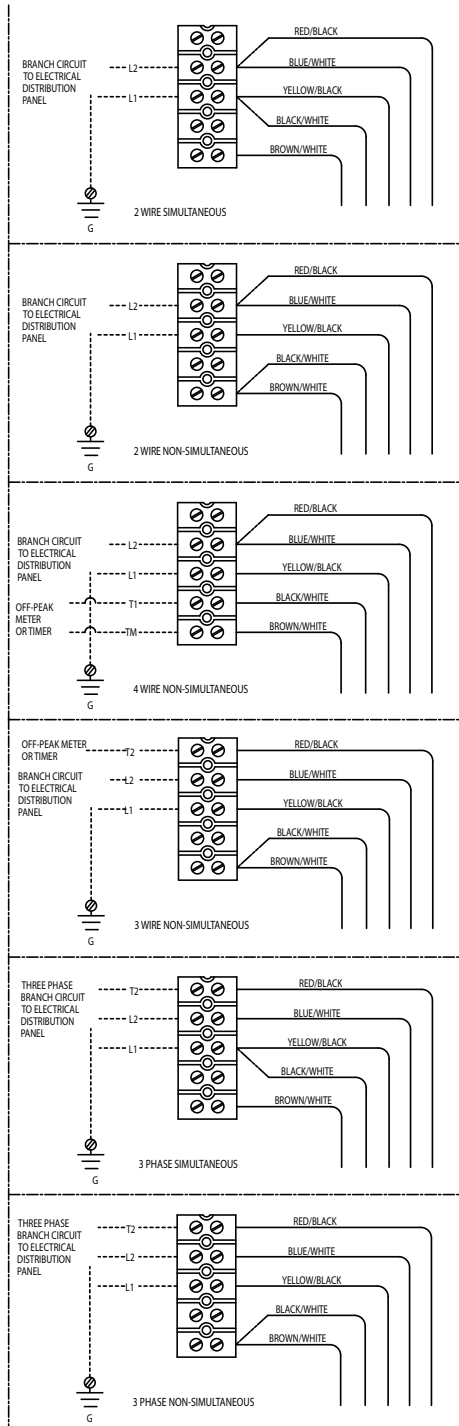 RED/BLACK
BRANCH CIRCUIT
TO ELECTRICAL
DISTRIBUTION
PANEL
L2
BLUE/WHITE
L1
YELLOW/BLACK
BLACK/WHITE
BROWN/WHITE
G
2 WIRE SIMULTANEOUS
RED/BLACK
BRANCH CIRCUIT
TO ELECTRICAL
DISTRIBUTION
PANEL
L2
BLUE/WHITE
L1
YELLOW/BLACK
BLACK/WHITE
BROWN/WHITE
G
2 WIRE NON-SIMULTANEOUS
RED/BLACK
BRANCH CIRCUIT
TO ELECTRICAL
DISTRIBUTION
PANEL
L2
BLUE/WHITE
L1
YELLOW/BLACK
OFF-PEAK
METER
OR TIMER
T1
BLACK/WHITE
TM
BROWN/WHITE
G
4 WIRE NON-SIMULTANEOUS
OFF-PEAK METER
OR TIMER
T2
RED/BLACK
BRANCH CIRCUIT
TO ELECTRICAL
DISTRIBUTION
PANEL
L2
BLUE/WHITE
L1
YELLOW/BLACK
BLACK/WHITE
BROWN/WHITE
G
3 WIRE NON-SIMULTANEOUS
THREE PHASE
BRANCH CIRCUIT
TO ELECTRICAL
DISTRIBUTION
PANEL
T2
RED/BLACK
L2
BLUE/WHITE
L1
YELLOW/BLACK
BLACK/WHITE
BROWN/WHITE
G
3 PHASE SIMULTANEOUS
THREE PHASE
BRANCH CIRCUIT
TO ELECTRICAL
DISTRIBUTION
PANEL
T2
RED/BLACK
L2
BLUE/WHITE
L1
YELLOW/BLACK
BLACK/WHITE
BROWN/WHITE
G
3 PHASE NON-SIMULTANEOUS